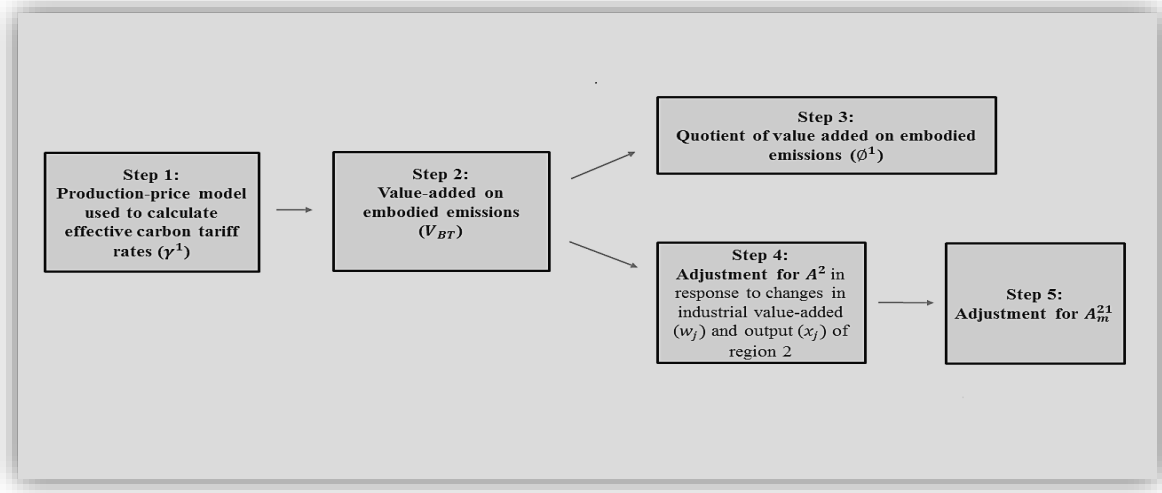 Step 1:
Production-price model
used to calculate
effective carbon tariff
rates (γ¹)
Step 2:
Value-added on
embodied emissions
(V_BT)
Step 3:
Quotient of value added on embodied
emissions (∅¹)
Step 4:
Adjustment for A² in
response to changes in
industrial value-added
(w_j) and output (x_j) of
region 2
Step 5:
Adjustment for A_m²¹